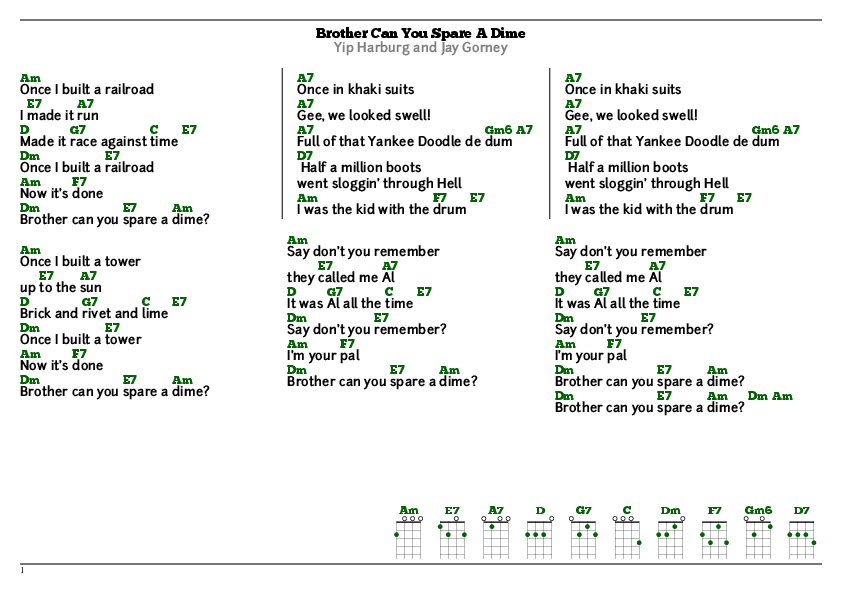 Brother Can You Spare A Dime
Yip Harburg and Jay Gorney
Am
Once I built a railroad
E7 A7
I made it run
D G7 C E7
Made it race against time
Dm E7
Once I built a railroad
Am F7
Now it's done
Dm E7 Am
Brother can you spare a dime?
Am
Once I built a tower
E7 A7
up to the sun
D G7 C E7
Brick and rivet and lime
Dm E7
Once I built a tower
Am F7
Now it's done
Dm E7 Am
Brother can you spare a dime?
A7
Once in khaki suits
A7
Gee, we looked swell!
A7 Gm6 A7
Full of that Yankee Doodle de dum
D7
Half a million boots
went sloggin' through Hell
Am F7 E7
I was the kid with the drum
Am
Say don't you remember
E7 A7
they called me Al
D G7 C E7
It was Al all the time
Dm E7
Say don't you remember?
Am F7
I'm your pal
Dm E7 Am
Brother can you spare a dime?
A7
Once in khaki suits
A7
Gee, we looked swell!
A7 Gm6 A7
Full of that Yankee Doodle de dum
D7
Half a million boots
went sloggin' through Hell
Am F7 E7
I was the kid with the drum
Am
Say don't you remember
E7 A7
they called me Al
D G7 C E7
It was Al all the time
Dm E7
Say don't you remember?
Am F7
I'm your pal
Dm E7 Am
Brother can you spare a dime?
Dm E7 Am Dm Am
Brother can you spare a dime?
Am E7 A7 D G7 C Dm F7 Gm6 D7
1